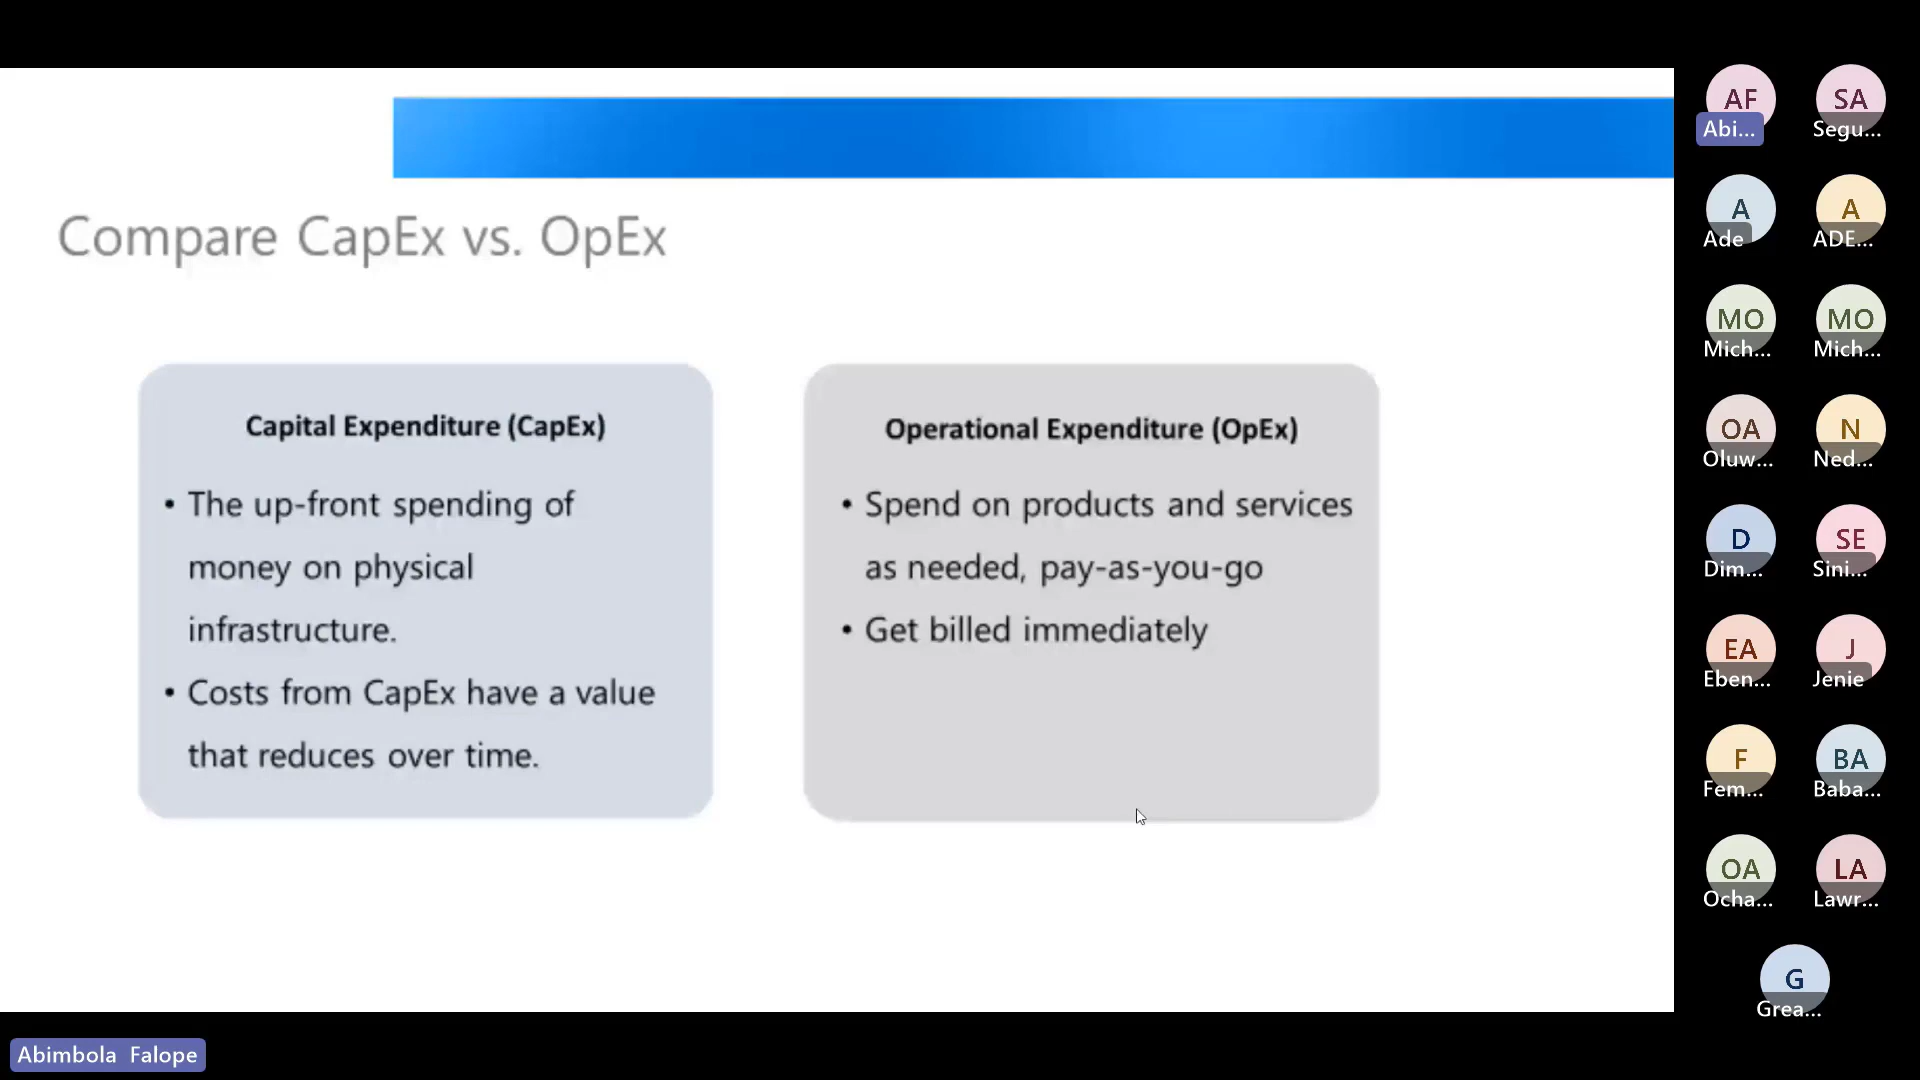 Compare CapEx vs. OpEx
Capital Expenditure (CapEx)
• The up-front spending of
money on physical
infrastructure.
• Costs from CapEx have a value
that reduces over time.
Operational Expenditure (OpEx)
• Spend on products and services
as needed, pay-as-you-go
• Get billed immediately
AF
Abi...
SA
Segu...
A
Ade
A
ADE...
MO
Mich...
MO
Mich...
OA
Oluw...
N
Ned...
D
Dim...
SE
Sini...
EA
Eben...
J
Jenie
F
Fem...
BA
Baba...
OA
Ocha...
LA
Lawr...
G
Grea...
Abimbola Falope